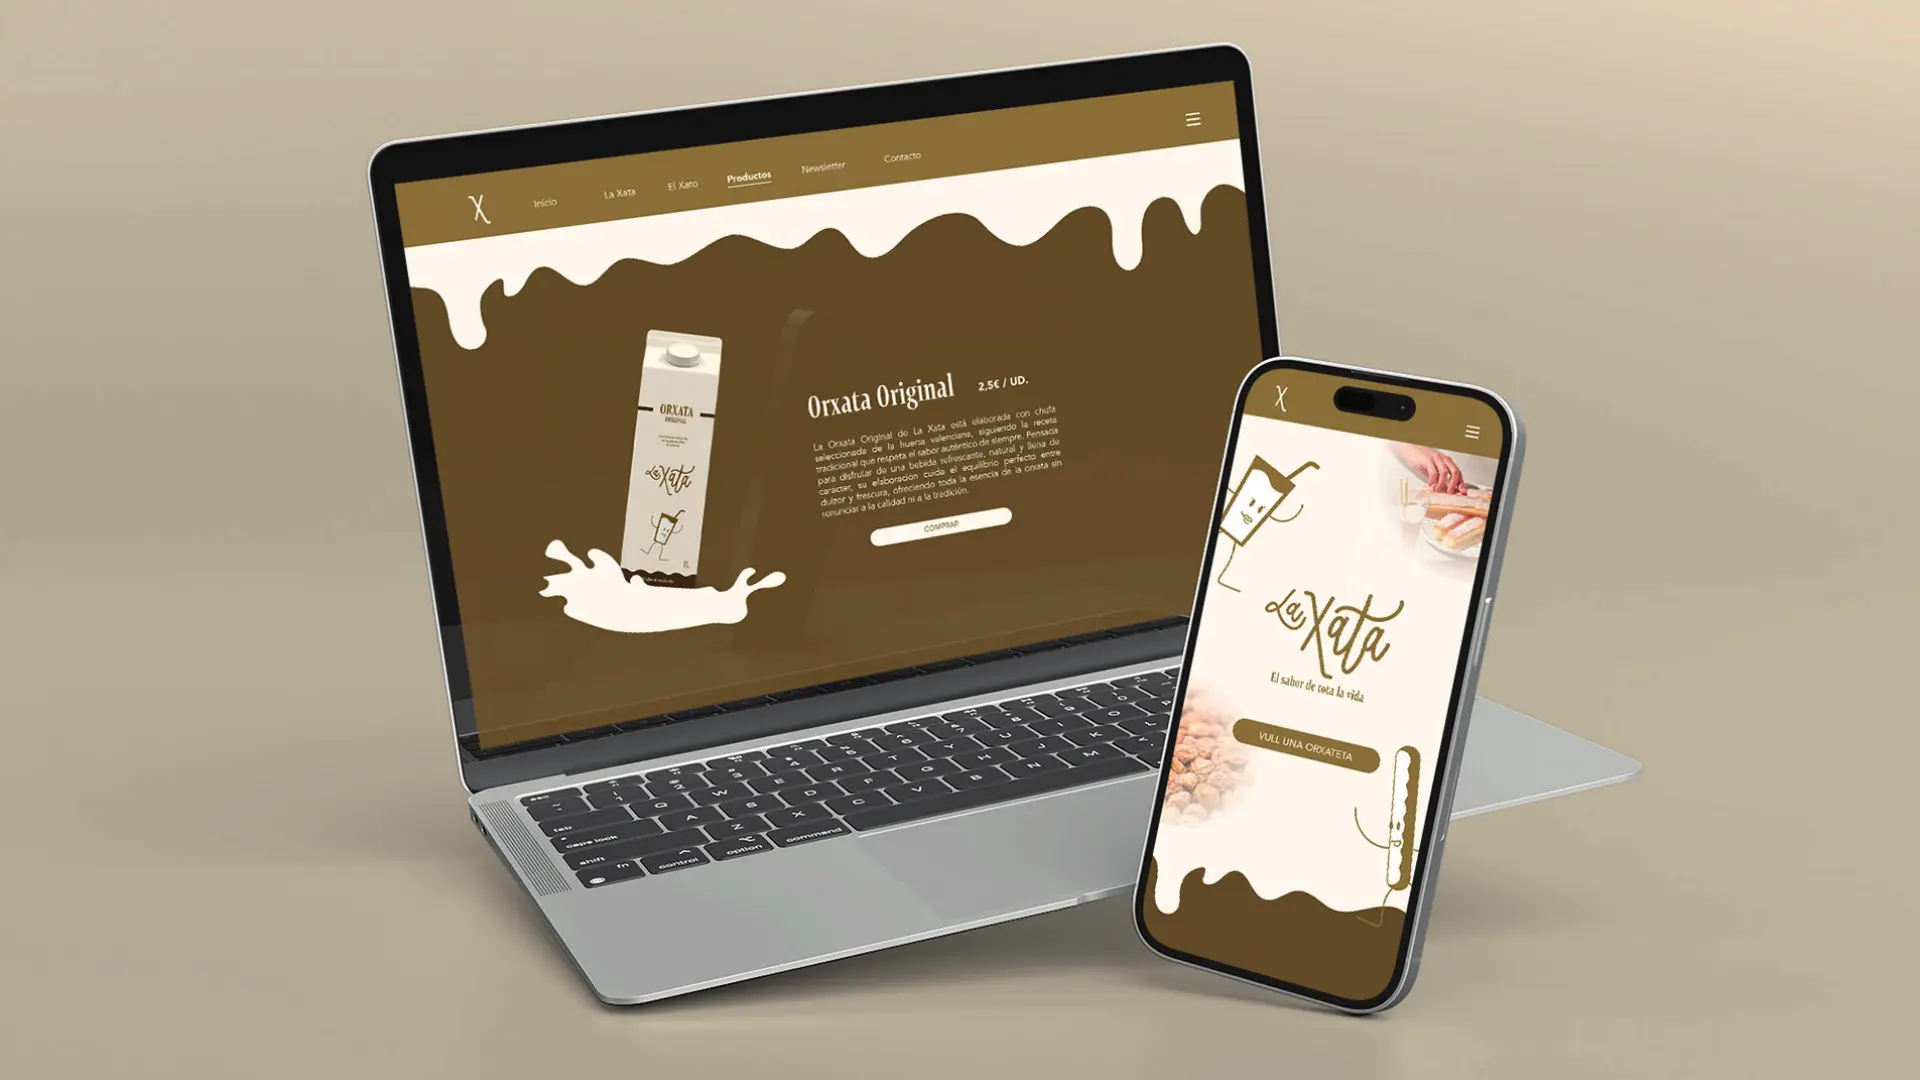 X
Inicio
La Xata
El Xato
Productos
Newsletter
Contacto
ORXATA
ORIGINAL
La Xata
1L
Orxata Original
2,5€ / UD.
La Orxata Original de La Xata está elaborada con chufa
seleccionada de la huerta valenciana, siguiendo la receta
tradicional que respeta el sabor auténtico de siempre. Pensada
para disfrutar de una bebida refrescante, natural y llena de
carácter, su elaboración cuida el equilibrio perfecto entre
dulzor y frescura, ofreciendo toda la esencia de la orxata sin
renunciar a la calidad ni a la tradición.
COMPRAR
esc
tab
caps lock
shift
fn
control
option
command
Q
W
E
R
T
Y
U
I
O
P
A
S
D
F
G
H
J
K
L
Z
X
C
V
B
N
M
X
La Xata
El sabor de tota la vida
VULL UNA ORXATETA